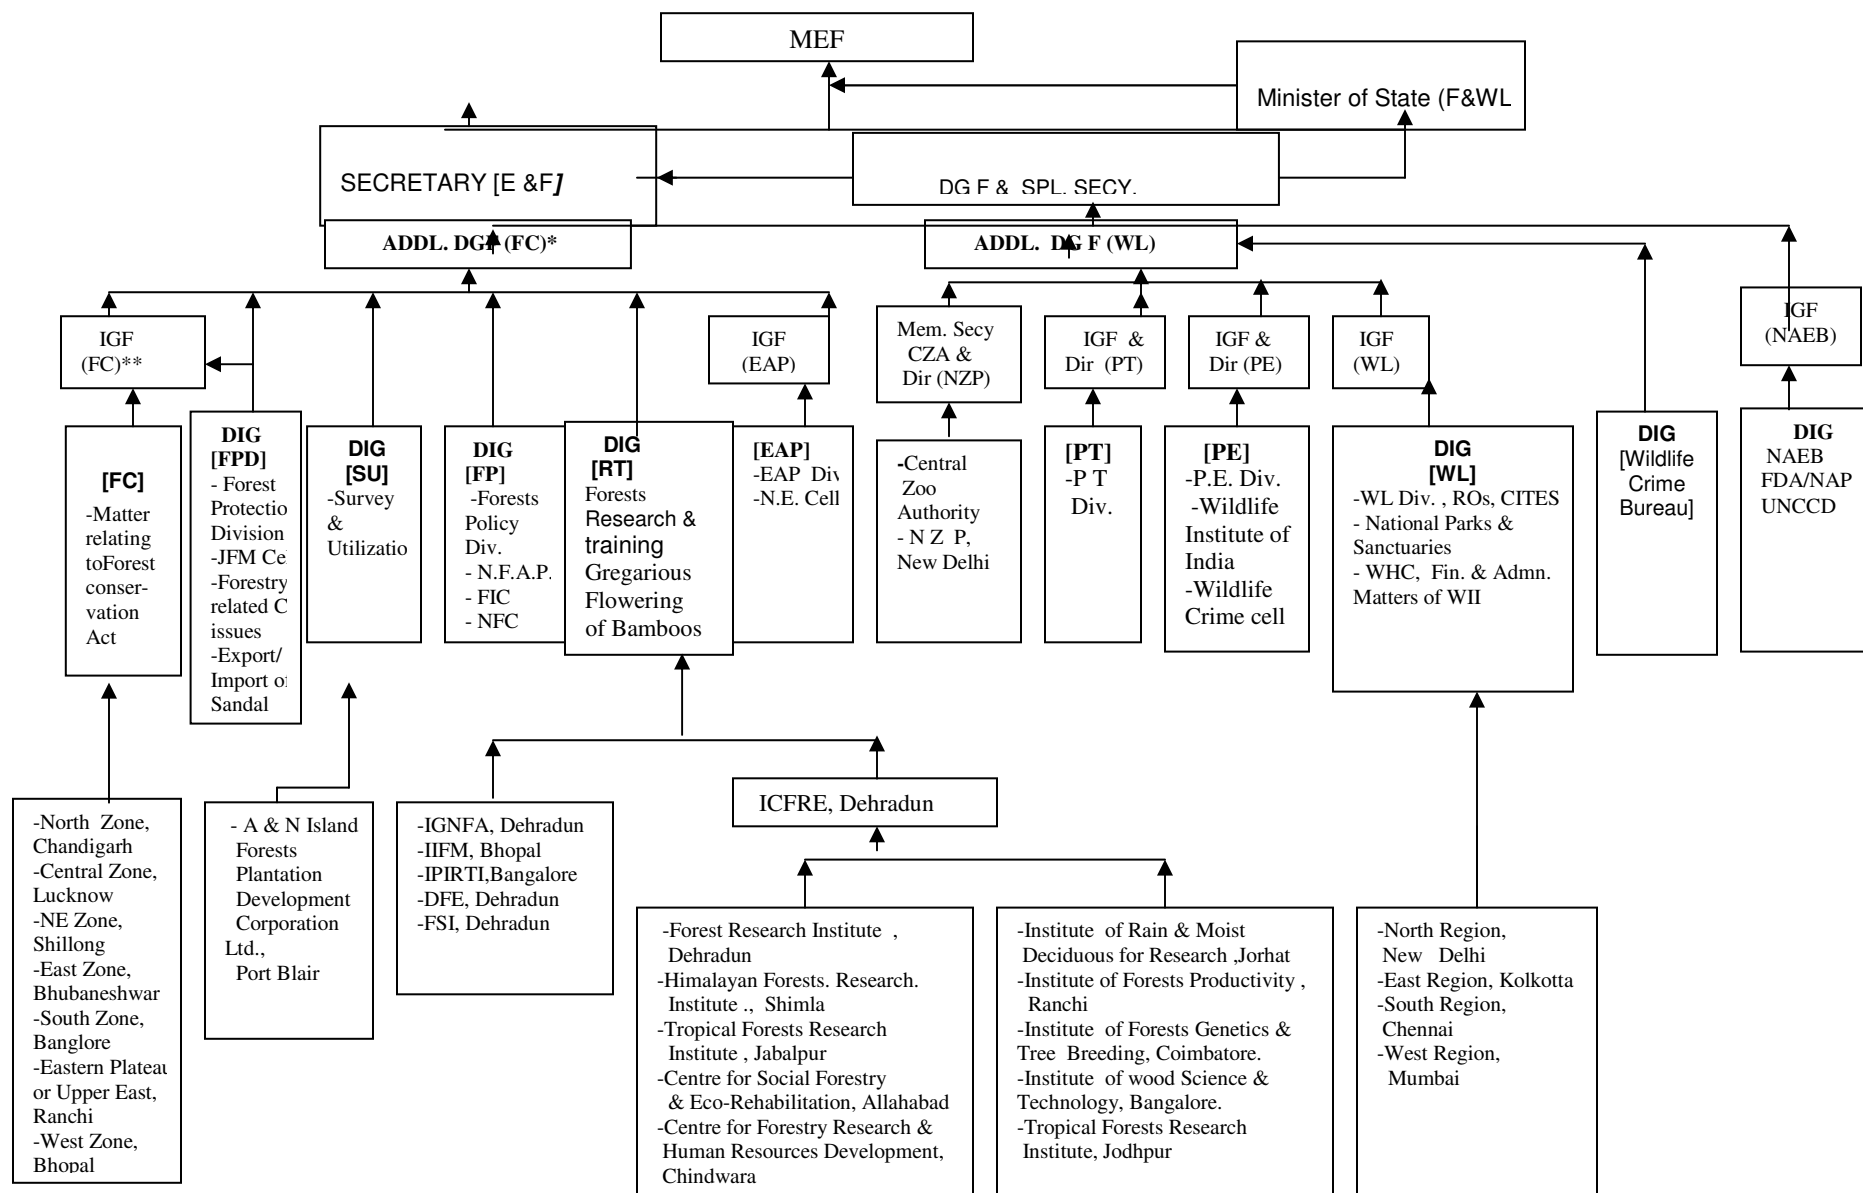 MEF
Minister of State (F&WL
SECRETARY [E &F]
DG F & SPL. SECY.
ADDL. DGF (FC)*
ADDL. DG F (WL)
IGF
(FC)**
IGF
(EAP)
Mem. Secy
CZA &
Dir (NZP)
IGF &
Dir (PT)
IGF &
Dir (PE)
IGF
(WL)
IGF
(NAEB)
[FC]
-Matter
relating
toForest
conser-
vation
Act
DIG
[FPD]
- Forest
Protectio
Division
-JFM Ce
-Forestry
related C
issues
-Export/
Import of
Sandal
DIG
[SU]
-Survey
&
Utilizatio
DIG
[FP]
-Forests
Policy
Div.
- N.F.A.P.
- FIC
- NFC
DIG
[RT]
Forests
Research &
training
Gregarious
Flowering
of Bamboos
[EAP]
-EAP Div
-N.E. Cell
-Central
Zoo
Authority
- N Z P,
New Delhi
[PT]
-P T
Div.
[PE]
-P.E. Div.
-Wildlife
Institute of
India
-Wildlife
Crime cell
DIG
[WL]
-WL Div. , ROs, CITES
- National Parks &
Sanctuaries
- WHC, Fin. & Admn.
Matters of WII
DIG
[Wildlife
Crime
Bureau]
DIG
NAEB
FDA/NAP
UNCCD
-North Zone,
Chandigarh
-Central Zone,
Lucknow
-NE Zone,
Shillong
-East Zone,
Bhubaneshwar
-South Zone,
Banglore
-Eastern Plateau
or Upper East,
Ranchi
-West Zone,
Bhopal
- A & N Island
Forests
Plantation
Development
Corporation
Ltd.,
Port Blair
-IGNFA, Dehradun
-IIFM, Bhopal
-IPIRTI,Bangalore
-DFE, Dehradun
-FSI, Dehradun
ICFRE, Dehradun
-Forest Research Institute ,
Dehradun
-Himalayan Forests. Research.
Institute ., Shimla
-Tropical Forests Research
Institute , Jabalpur
-Centre for Social Forestry
& Eco-Rehabilitation, Allahabad
-Centre for Forestry Research &
Human Resources Development,
Chindwara
-Institute of Rain & Moist
Deciduous for Research ,Jorhat
-Institute of Forests Productivity ,
Ranchi
-Institute of Forests Genetics &
Tree Breeding, Coimbatore.
-Institute of wood Science &
Technology, Bangalore.
-Tropical Forests Research
Institute, Jodhpur
-North Region,
New Delhi
-East Region, Kolkotta
-South Region,
Chennai
-West Region,
Mumbai